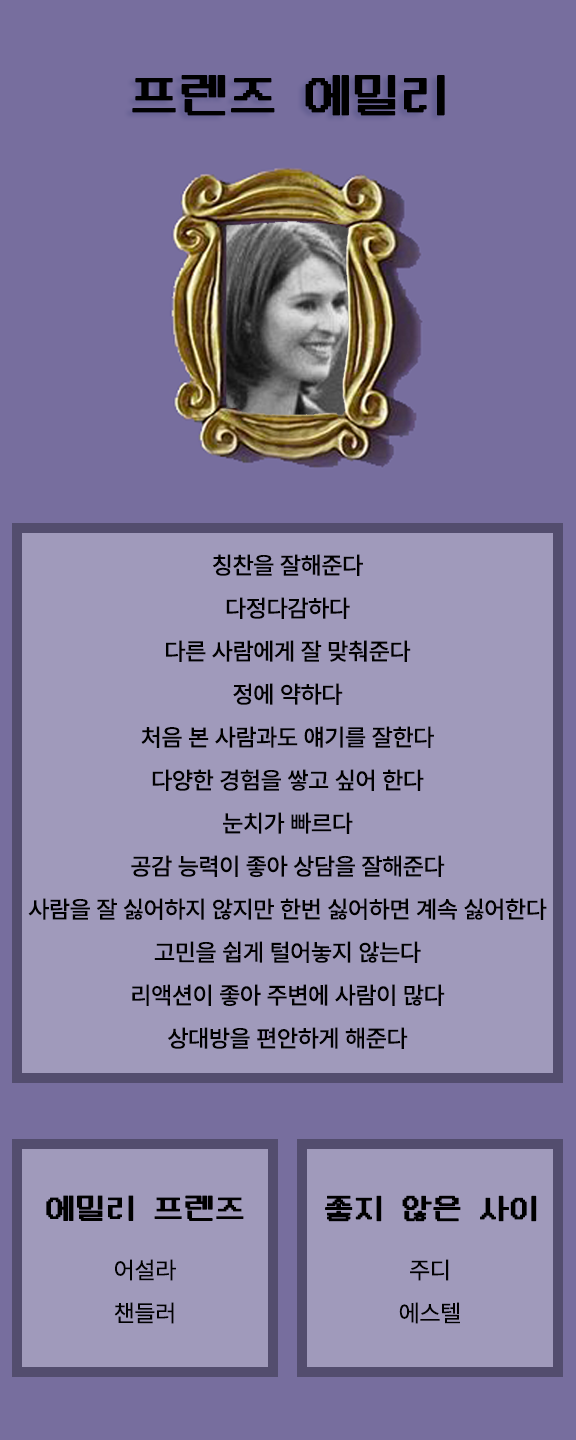 프렌즈 에밀리
칭찬을 잘해준다
다정다감하다
다른 사람에게 잘 맞춰준다
정에 약하다
처음 본 사람과도 얘기를 잘한다
다양한 경험을 쌓고 싶어 한다
눈치가 빠르다
공감 능력이 좋아 상담을 잘해준다
사람을 잘 싫어하지 않지만 한번 싫어하면 계속 싫어한다
고민을 쉽게 털어놓지 않는다
리액션이 좋아 주변에 사람이 많다
상대방을 편안하게 해준다
에밀리 프렌즈
어설라
챈들러
좋지 않은 사이
주디
에스텔